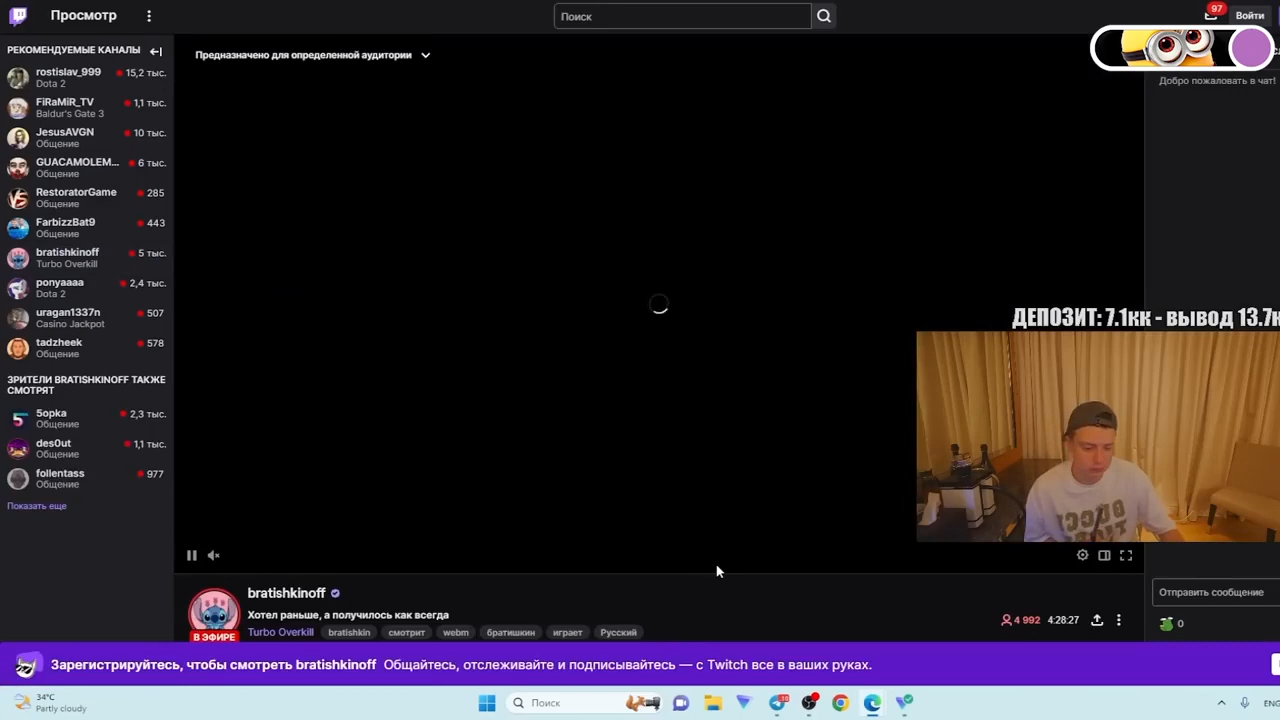 Просмотр
Поиск
97
Войти
РЕКОМЕНДУЕМЫЕ КАНАЛЫ
rostislav_999
15,2 тыс.
Dota 2
FiRaMiR_TV
1,1 тыс.
Baldur's Gate 3
JesusAVGN
10 тыс.
Общение
GUACAMOLEM...
6 тыс.
Общение
RestoratorGame
285
Общение
FarbizzBat9
443
Общение
bratishkinoff
5 тыс.
Turbo Overkill
ponyaaaa
2,4 тыс.
Dota 2
uragan1337n
507
Casino Jackpot
tadzheek
578
Общение
ЗРИТЕЛИ BRATISHKINOFF ТАКЖЕ
СМОТРЯТ
5opka
2,3 тыс.
Общение
des0ut
1,1 тыс.
Общение
follentass
977
Общение
Показать еще
Предназначено для определенной аудитории
Добро пожаловать в чат!
ДЕПОЗИТ: 7.1кк - вывод 13.7к
bratishkinoff
Хотел раньше, а получилось как всегда
Turbo Overkill bratishkin смотрит webm братишкин играет Русский
В ЭФИРЕ
4 992 4:28:27
Отправить сообщение
0
Зарегистрируйтесь, чтобы смотреть bratishkinoff Общайтесь, отслеживайте и подписывайтесь — с Twitch все в ваших руках.
34°C
Partly cloudy
Поиск
ENG